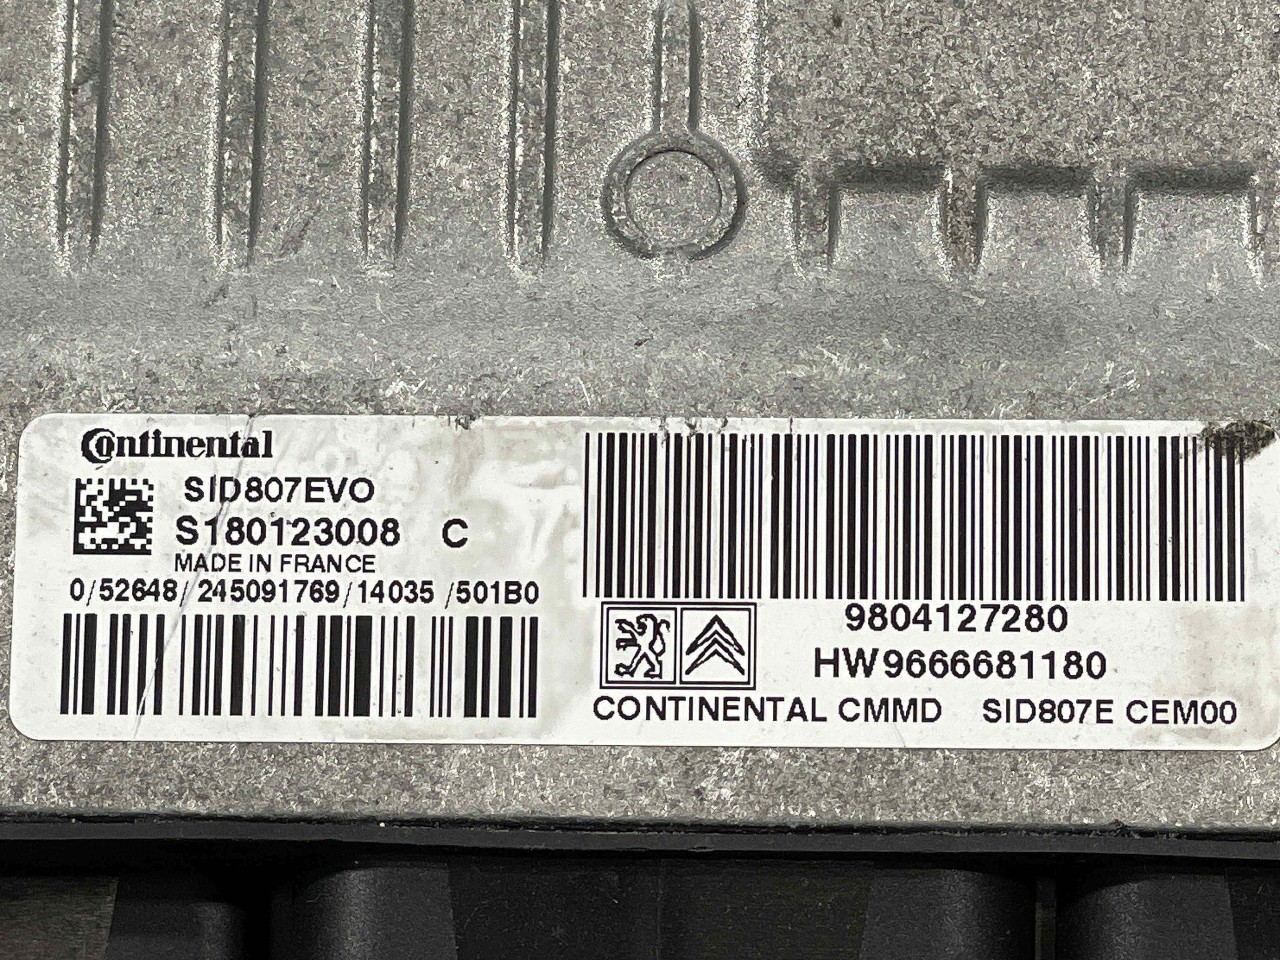 Continental
SID807EVO
S180123008 C
MADE IN FRANCE
0/52648/245091769/14035/501B0
9804127280
HW9666681180
CONTINENTAL CMMD SID807E CEM00